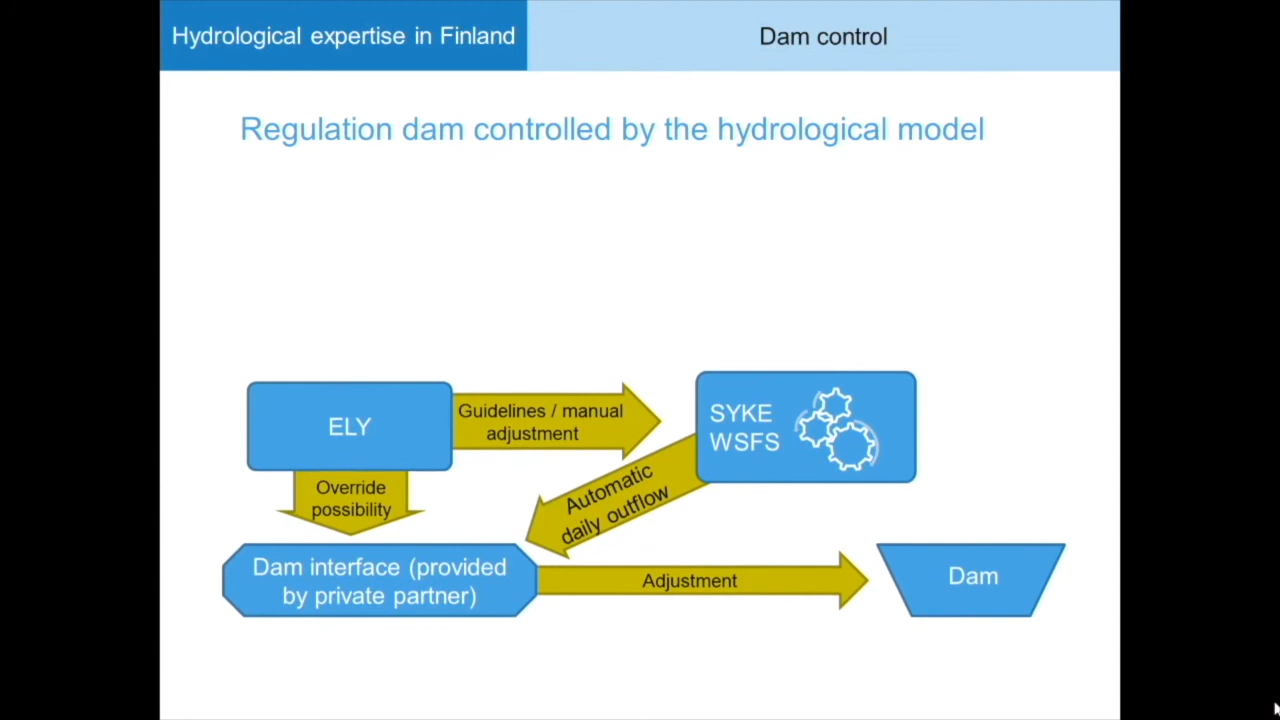 Hydrological expertise in Finland
Dam control
Regulation dam controlled by the hydrological model
ELY
Guidelines / manual
adjustment
SYKE
WSFS
Override
possibility
Automatic
daily outflow
Dam interface (provided
by private partner)
Adjustment
Dam